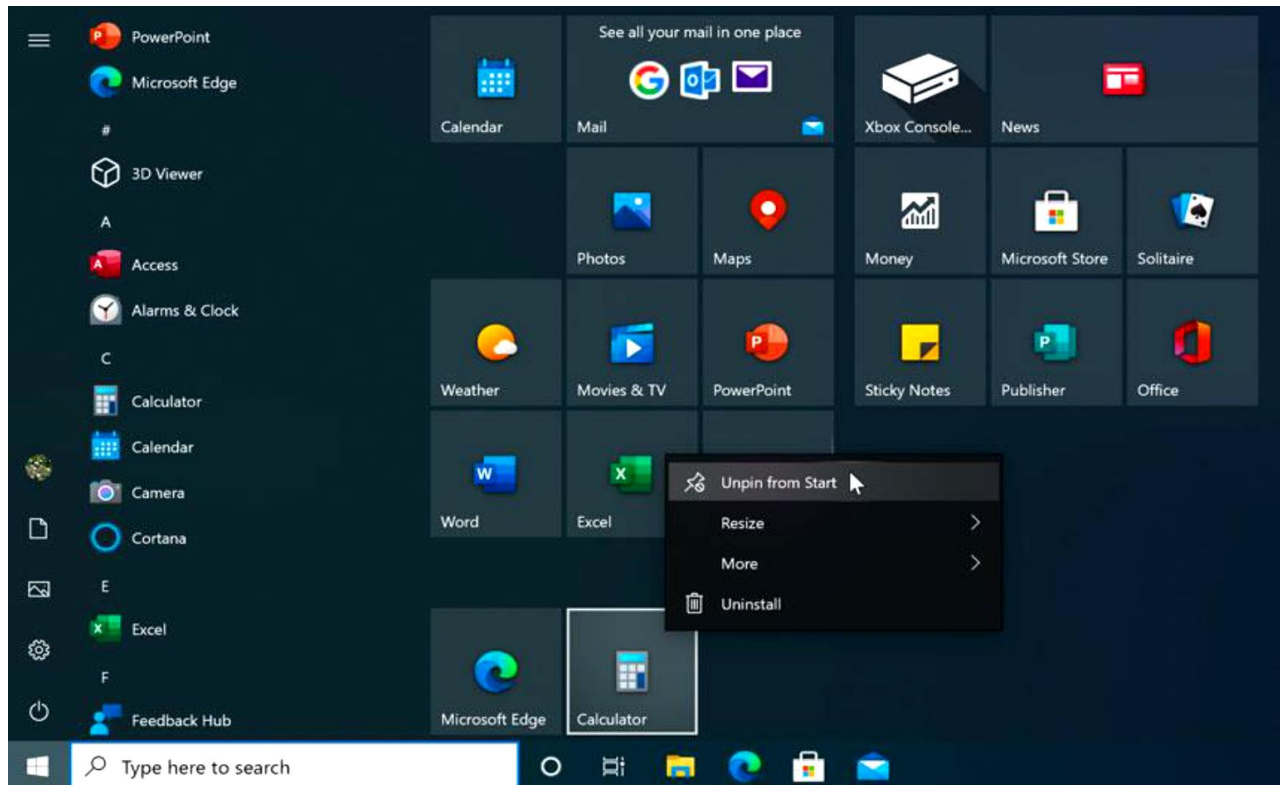 PowerPoint
Microsoft Edge
#
3D Viewer
A
Access
Alarms & Clock
C
Calculator
Calendar
Camera
Cortana
E
Excel
F
Feedback Hub
See all your mail in one place
Calendar
Mail
Xbox Console...
News
Photos
Maps
Money
Microsoft Store
Solitaire
Weather
Movies & TV
PowerPoint
Sticky Notes
Publisher
Office
Word
Excel
Unpin from Start
Resize
More
Uninstall
Microsoft Edge
Calculator
Type here to search